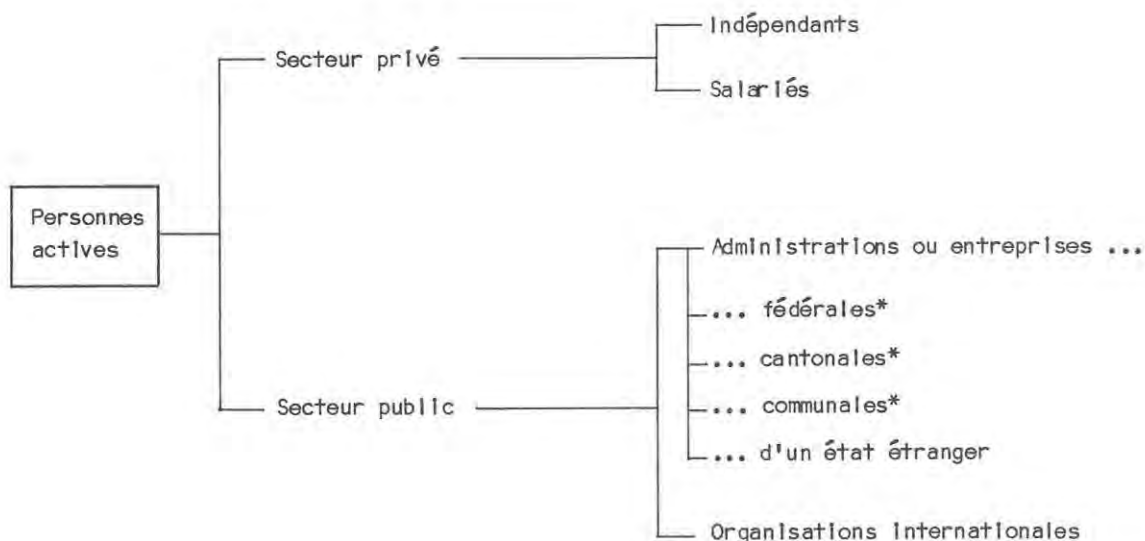 Indépendants
Secteur privé
Salariés
Personnes
actives
Administrations ou entreprises ...
... fédérales*
... cantonales*
... communales*
Secteur public
... d'un état étranger
Organisations internationales